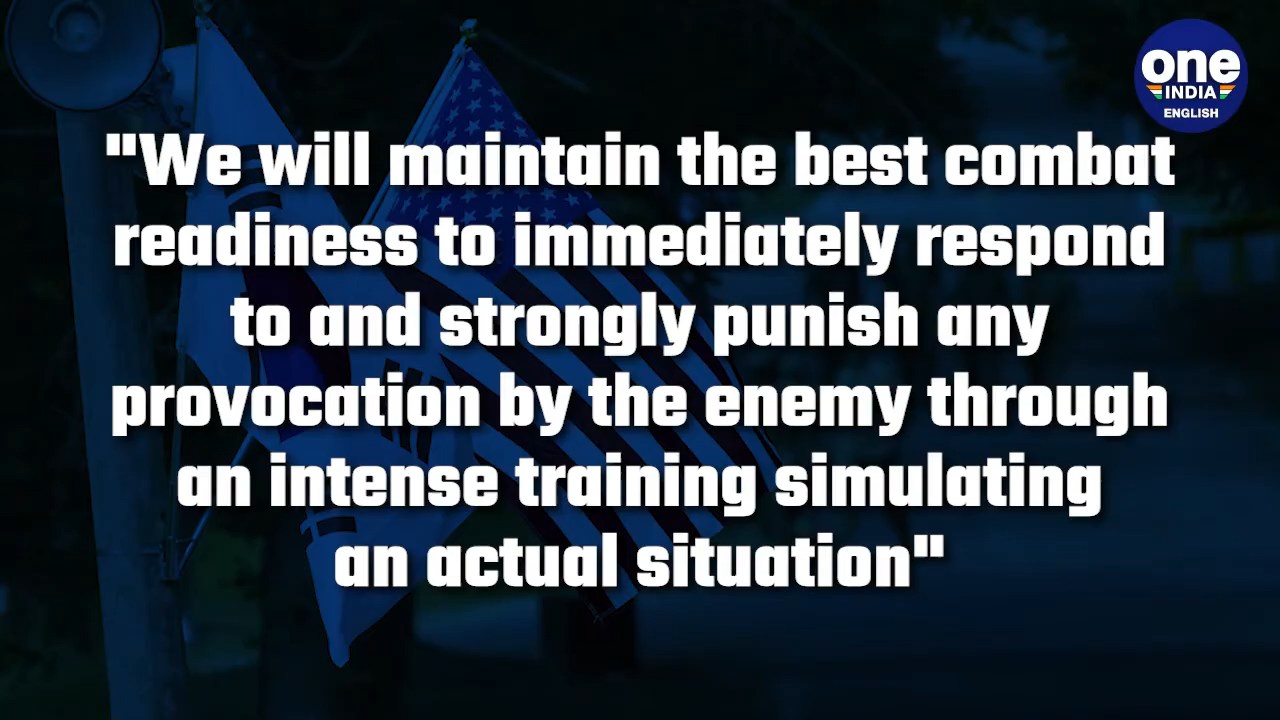 one
INDIA
ENGLISH
"We will maintain the best combat
readiness to immediately respond
to and strongly punish any
provocation by the enemy through
an intense training simulating
an actual situation"